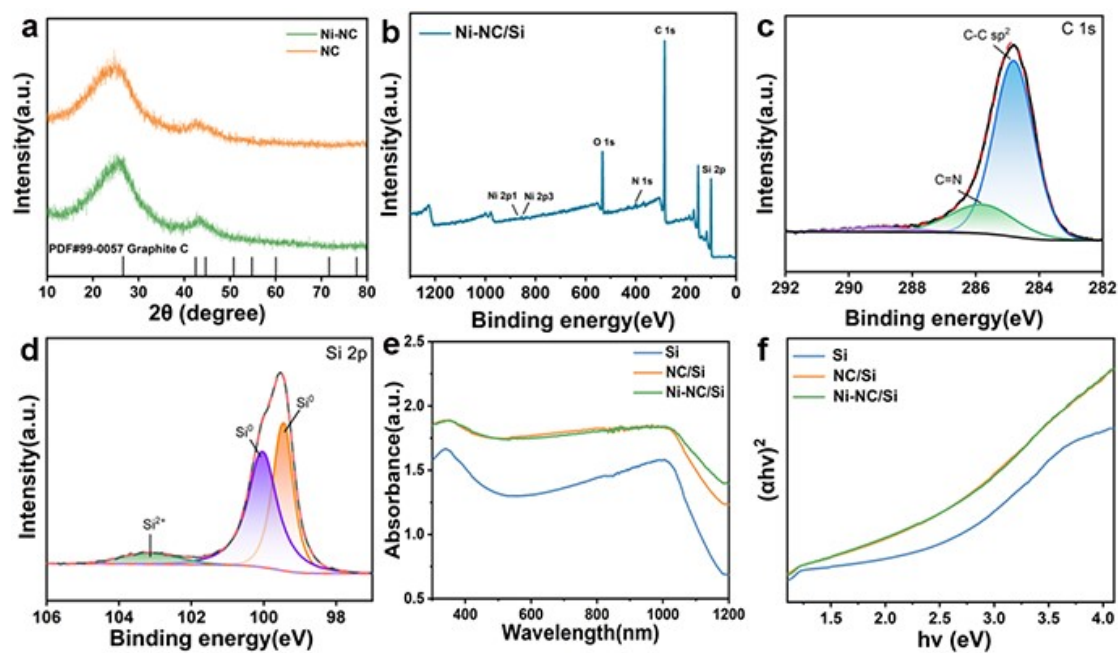 a
Ni-NC
NC
Intensity(a.u.)
PDF#99-0057 Graphite C
10 20 30 40 50 60 70 80
2θ (degree)
b
Ni-NC/Si
C 1s
O 1s
Si 2p
N 1s
Ni 2p1 Ni 2p3
Intensity(a.u.)
1200 1000 800 600 400 200 0
Binding energy(eV)
c
C 1s
C-C sp²
C=N
Intensity(a.u.)
292 290 288 286 284 282
Binding energy(eV)
d
Si 2p
Si⁰
Si⁰
Si²⁺
Intensity(a.u.)
106 104 102 100 98
Binding energy(eV)
e
Si
NC/Si
Ni-NC/Si
Absorbance(a.u.)
2.5
2.0
1.5
1.0
0.5
400 600 800 1000 1200
Wavelength(nm)
f
Si
NC/Si
Ni-NC/Si
(αhν)²
1.5 2.0 2.5 3.0 3.5 4.0
hν (eV)